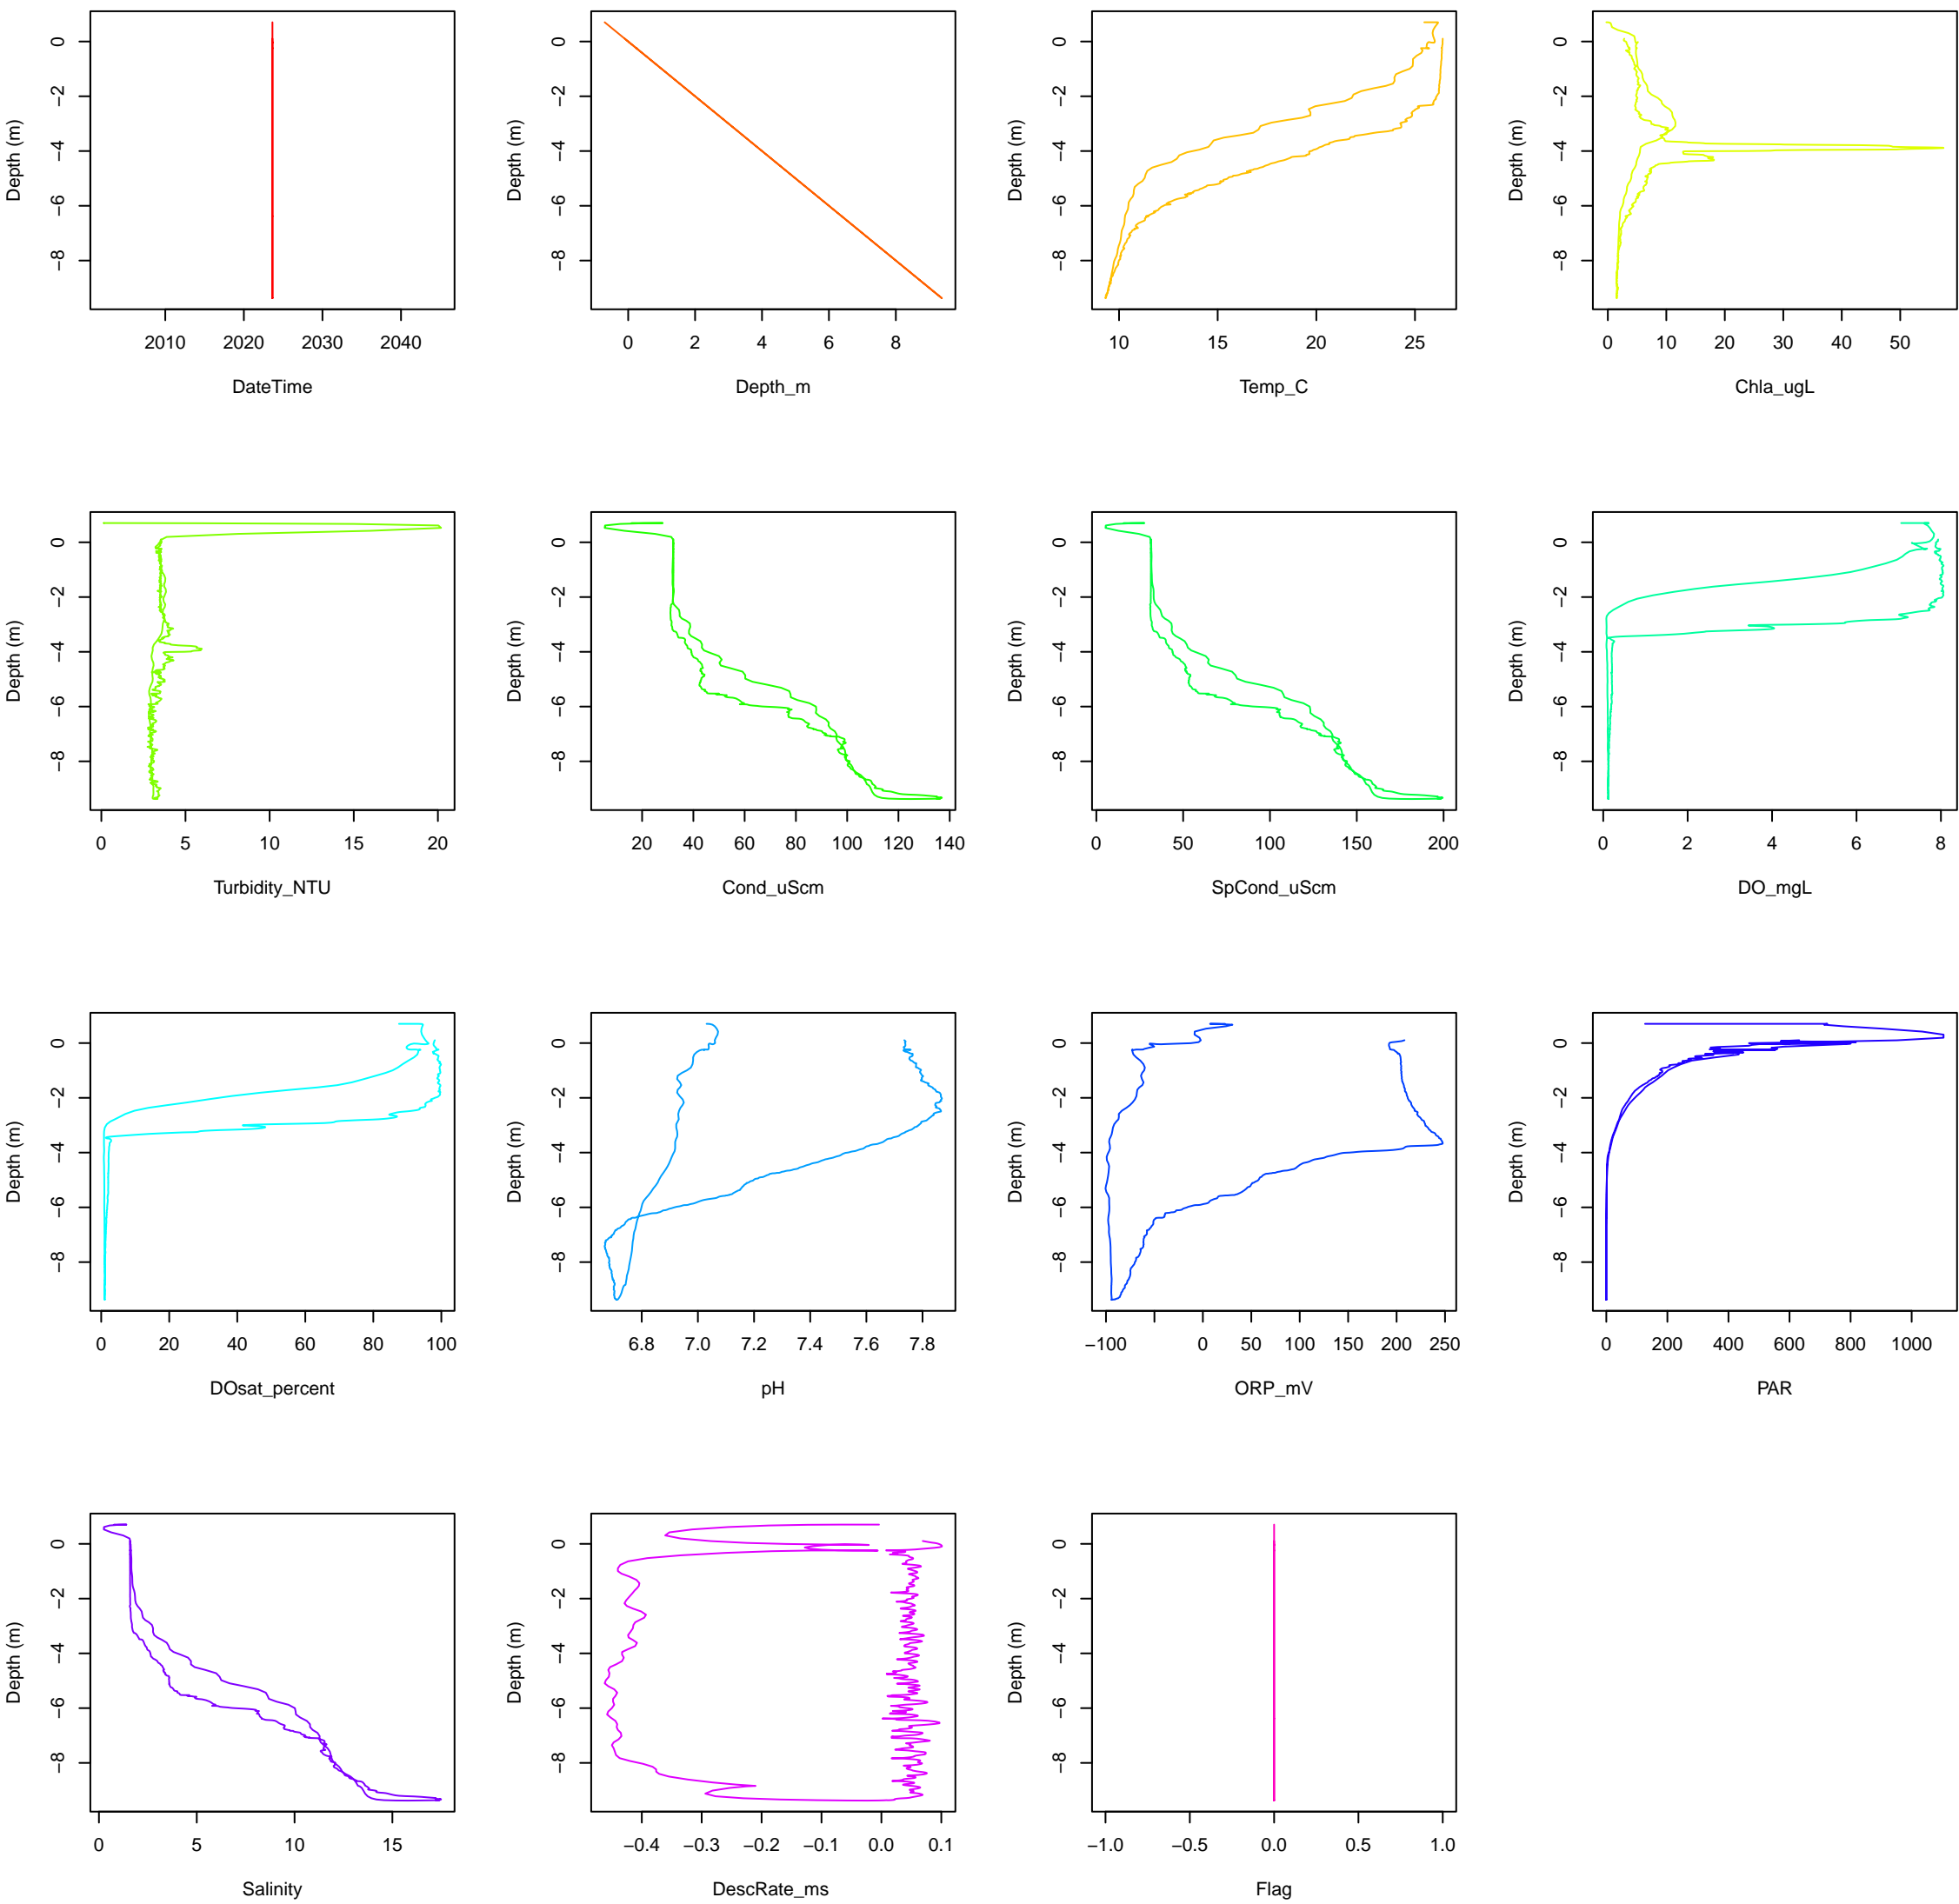 Depth (m)
0
−2
−4
−6
−8
2010 2020 2030 2040
DateTime
Depth (m)
0
−2
−4
−6
−8
0 2 4 6 8
Depth_m
Depth (m)
0
−2
−4
−6
−8
10 15 20 25
Temp_C
Depth (m)
0
−2
−4
−6
−8
0 10 20 30 40 50
Chla_ugL
Depth (m)
0
−2
−4
−6
−8
0 5 10 15 20
Turbidity_NTU
Depth (m)
0
−2
−4
−6
−8
20 40 60 80 100 120 140
Cond_uScm
Depth (m)
0
−2
−4
−6
−8
0 50 100 150 200
SpCond_uScm
Depth (m)
0
−2
−4
−6
−8
0 2 4 6 8
DO_mgL
Depth (m)
0
−2
−4
−6
−8
0 20 40 60 80 100
DOsat_percent
Depth (m)
0
−2
−4
−6
−8
6.8 7.0 7.2 7.4 7.6 7.8
pH
Depth (m)
0
−2
−4
−6
−8
−100 0 50 100 150 200 250
ORP_mV
Depth (m)
0
−2
−4
−6
−8
0 200 400 600 800 1000
PAR
Depth (m)
0
−2
−4
−6
−8
0 5 10 15
Salinity
Depth (m)
0
−2
−4
−6
−8
−0.4 −0.3 −0.2 −0.1 0.0 0.1
DescRate_ms
Depth (m)
0
−2
−4
−6
−8
−1.0 −0.5 0.0 0.5 1.0
Flag